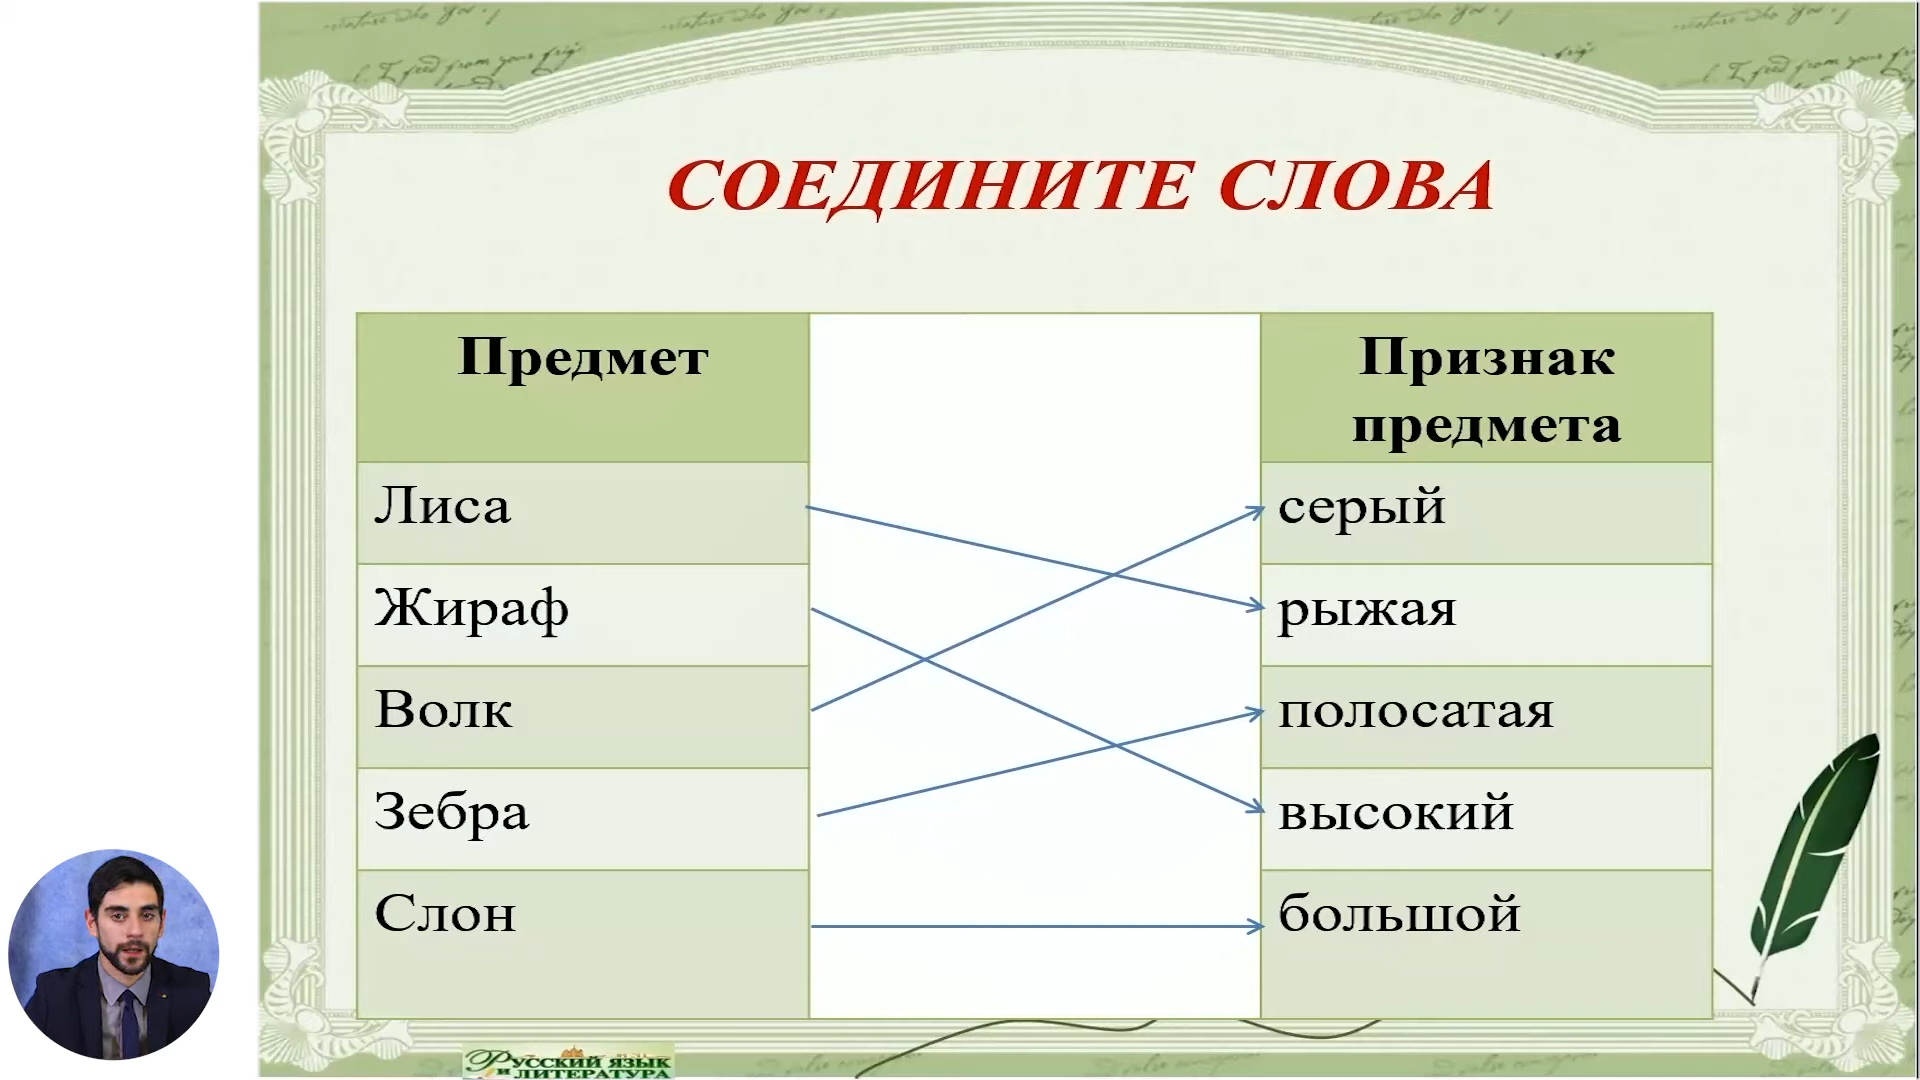 СОЕДИНИТЕ СЛОВА
Предмет
Признак
предмета
Лиса
серый
Жираф
рыжая
Волк
полосатая
Зебра
высокий
Слон
большой
РУССКИЙ ЯЗЫК
И ЛИТЕРАТУРА